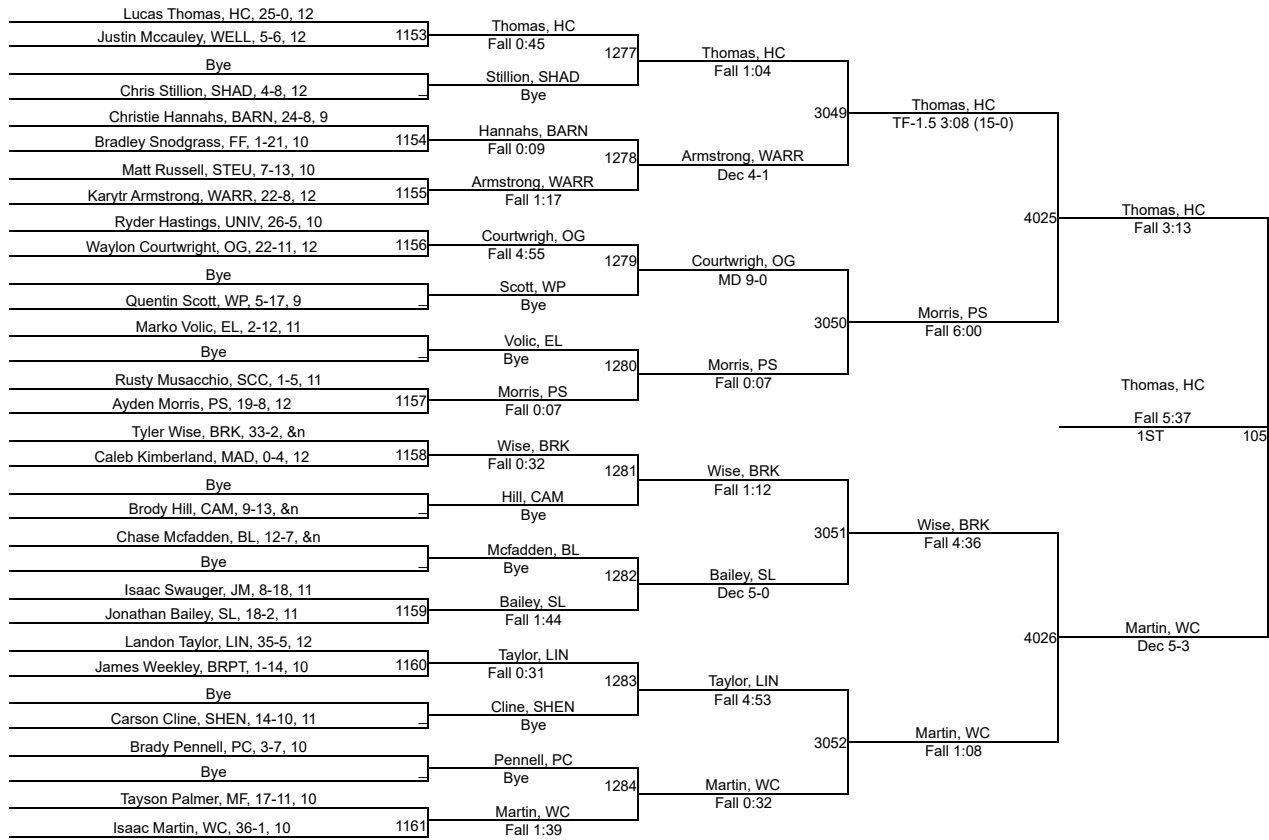 Lucas Thomas, HC, 25-0, 12
Justin Mccauley, WELL, 5-6, 12
1153
Bye
Chris Stillion, SHAD, 4-8, 12
_
Christie Hannahs, BARN, 24-8, 9
Bradley Snodgrass, FF, 1-21, 10
1154
Matt Russell, STEU, 7-13, 10
Karytr Armstrong, WARR, 22-8, 12
1155
Ryder Hastings, UNIV, 26-5, 10
Waylon Courtwright, OG, 22-11, 12
1156
Bye
Quentin Scott, WP, 5-17, 9
_
Marko Volic, EL, 2-12, 11
Bye
_
Rusty Musacchio, SCC, 1-5, 11
Ayden Morris, PS, 19-8, 12
1157
Tyler Wise, BRK, 33-2, &n
Caleb Kimberland, MAD, 0-4, 12
1158
Bye
Brody Hill, CAM, 9-13, &n
_
Chase Mcfadden, BL, 12-7, &n
Bye
_
Isaac Swauger, JM, 8-18, 11
Jonathan Bailey, SL, 18-2, 11
1159
Landon Taylor, LIN, 35-5, 12
James Weekley, BRPT, 1-14, 10
1160
Bye
Carson Cline, SHEN, 14-10, 11
_
Brady Pennell, PC, 3-7, 10
Bye
_
Tayson Palmer, MF, 17-11, 10
Isaac Martin, WC, 36-1, 10
1161
Thomas, HC
Fall 0:45
1277
Stillion, SHAD
Bye
Hannahs, BARN
Fall 0:09
1278
Armstrong, WARR
Fall 1:17
Courtwrigh, OG
Fall 4:55
1279
Scott, WP
Bye
Volic, EL
Bye
1280
Morris, PS
Fall 0:07
Wise, BRK
Fall 0:32
1281
Hill, CAM
Bye
Mcfadden, BL
Bye
1282
Bailey, SL
Fall 1:44
Taylor, LIN
Fall 0:31
1283
Cline, SHEN
Bye
Pennell, PC
Bye
1284
Martin, WC
Fall 1:39
Thomas, HC
Fall 1:04
3049
Armstrong, WARR
Dec 4-1
Courtwrigh, OG
MD 9-0
3050
Morris, PS
Fall 0:07
Wise, BRK
Fall 1:12
3051
Bailey, SL
Dec 5-0
Taylor, LIN
Fall 4:53
3052
Martin, WC
Fall 0:32
Thomas, HC
TF-1.5 3:08 (15-0)
4025
Morris, PS
Fall 6:00
Wise, BRK
Fall 4:36
4026
Martin, WC
Fall 1:08
Thomas, HC
Fall 3:13
Thomas, HC
Fall 5:37
1ST
105
Martin, WC
Dec 5-3